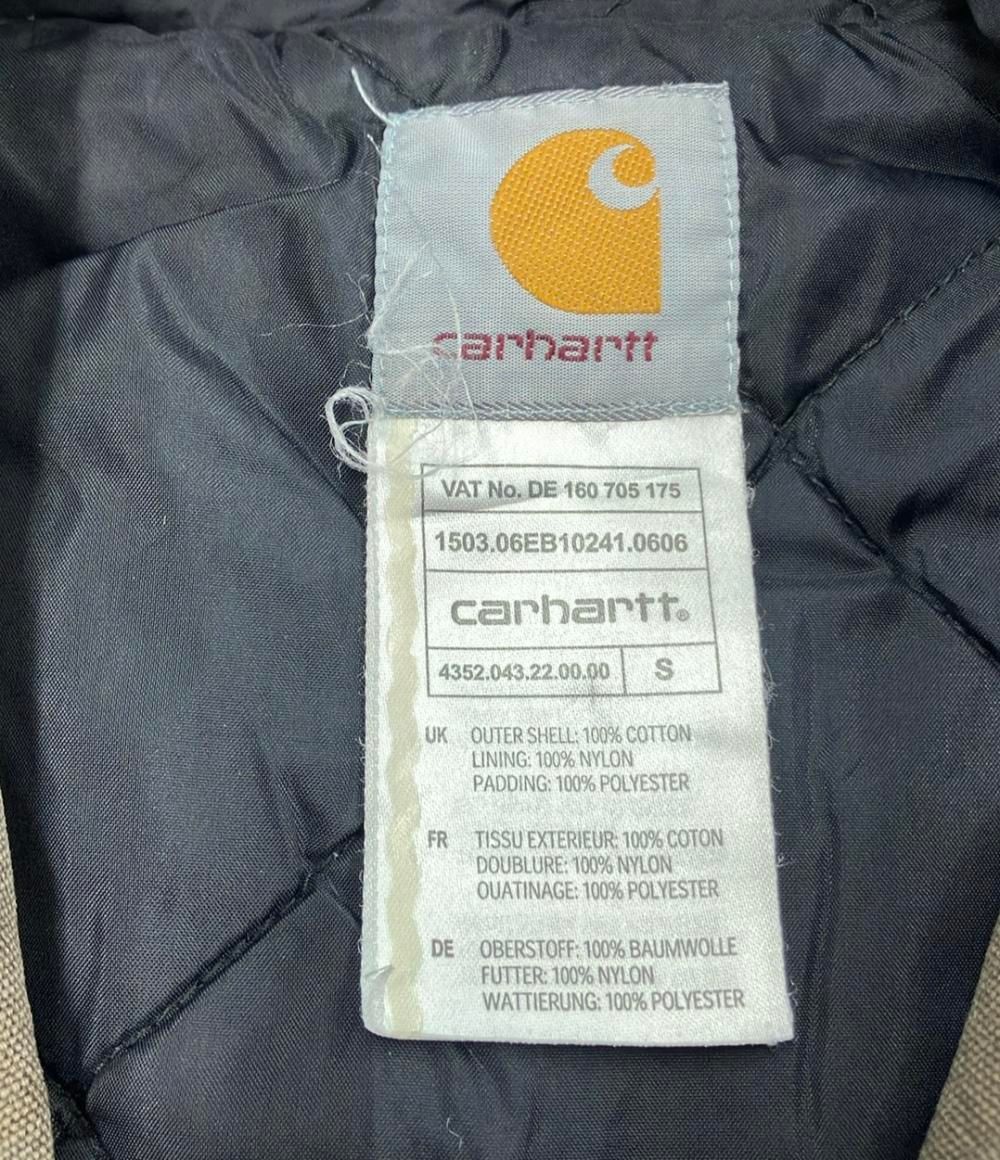 carhartt
VAT No. DE 160 705 175
1503.06EB10241.0606
carhartt®
4352.043.22.00.00 S
UK OUTER SHELL: 100% COTTON
LINING: 100% NYLON
PADDING: 100% POLYESTER
FR TISSU EXTERIEUR: 100% COTON
DOUBLURE: 100% NYLON
OUATINAGE: 100% POLYESTER
DE OBERSTOFF: 100% BAUMWOLLE
FUTTER: 100% NYLON
WATTIERUNG: 100% POLYESTER